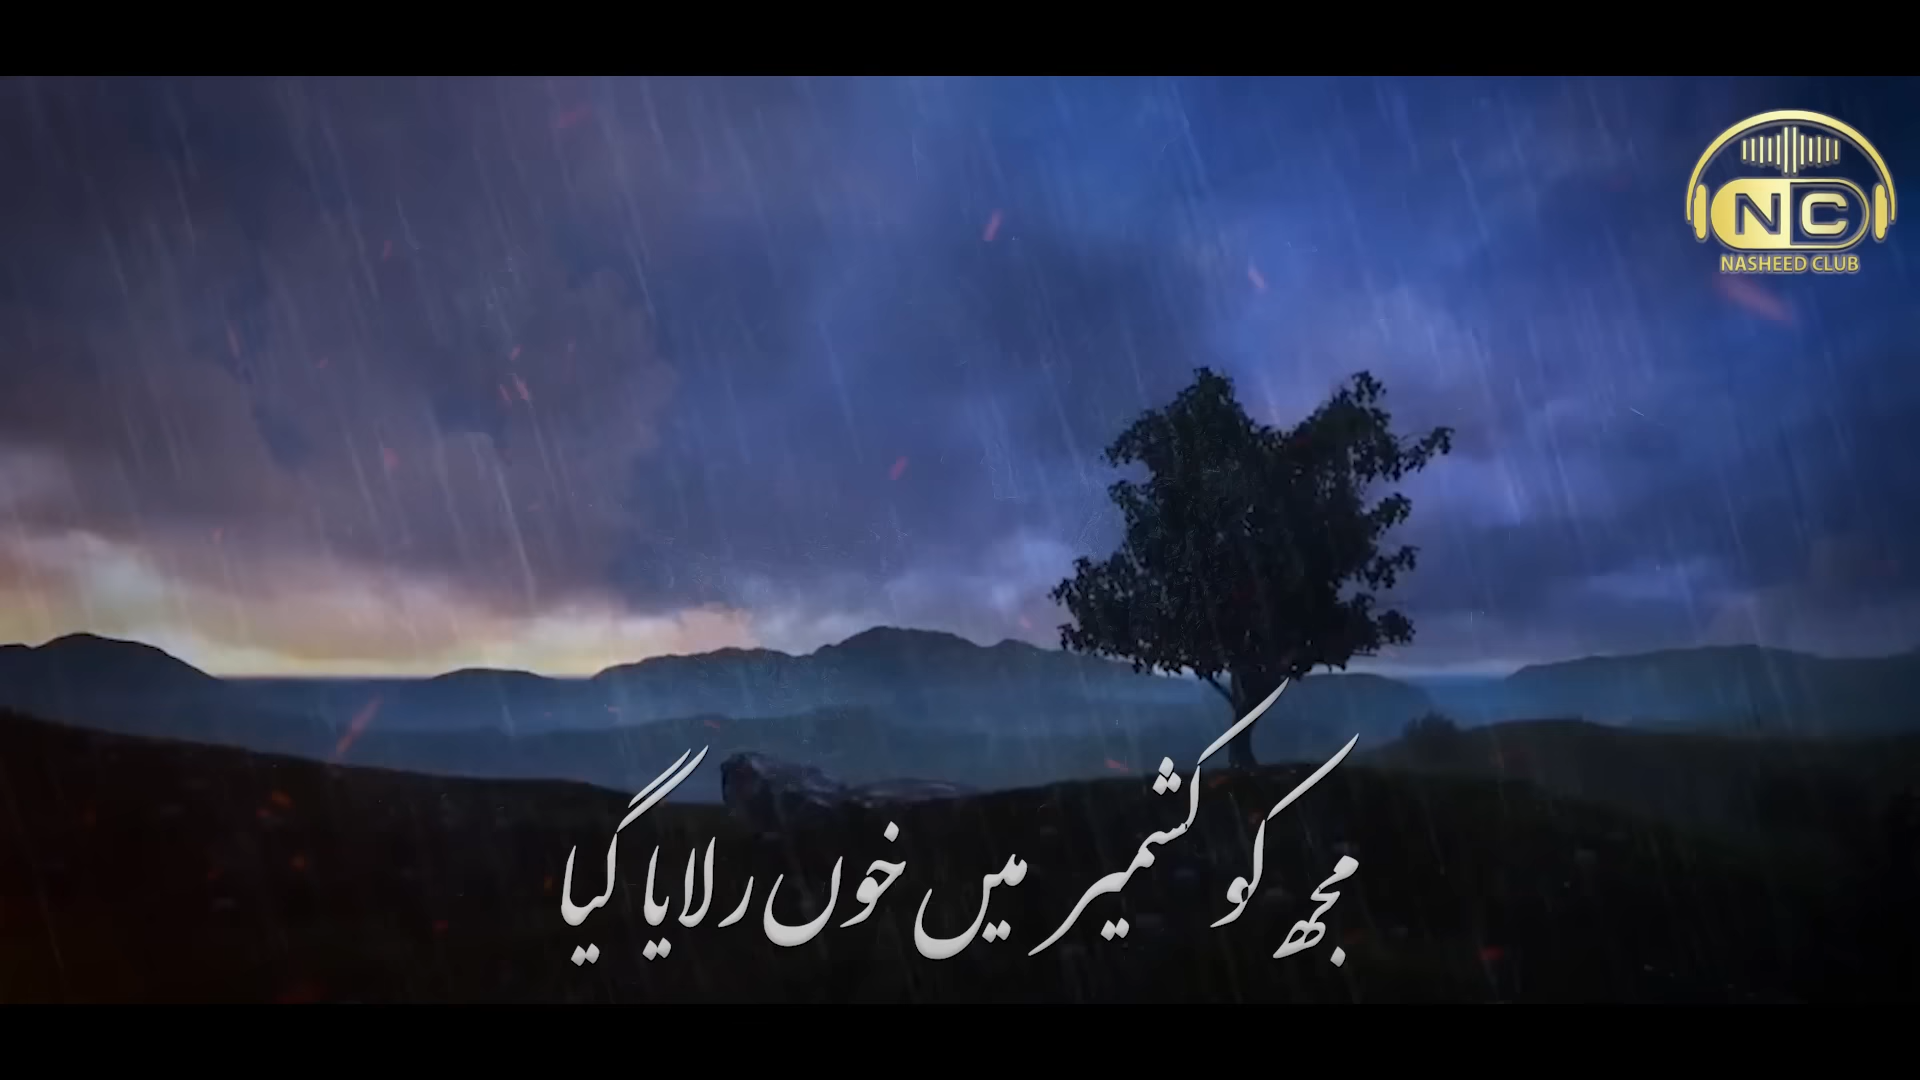 NC
NASHEED CLUB
مجھ کو کشمیر میں خوں رلایا گیا